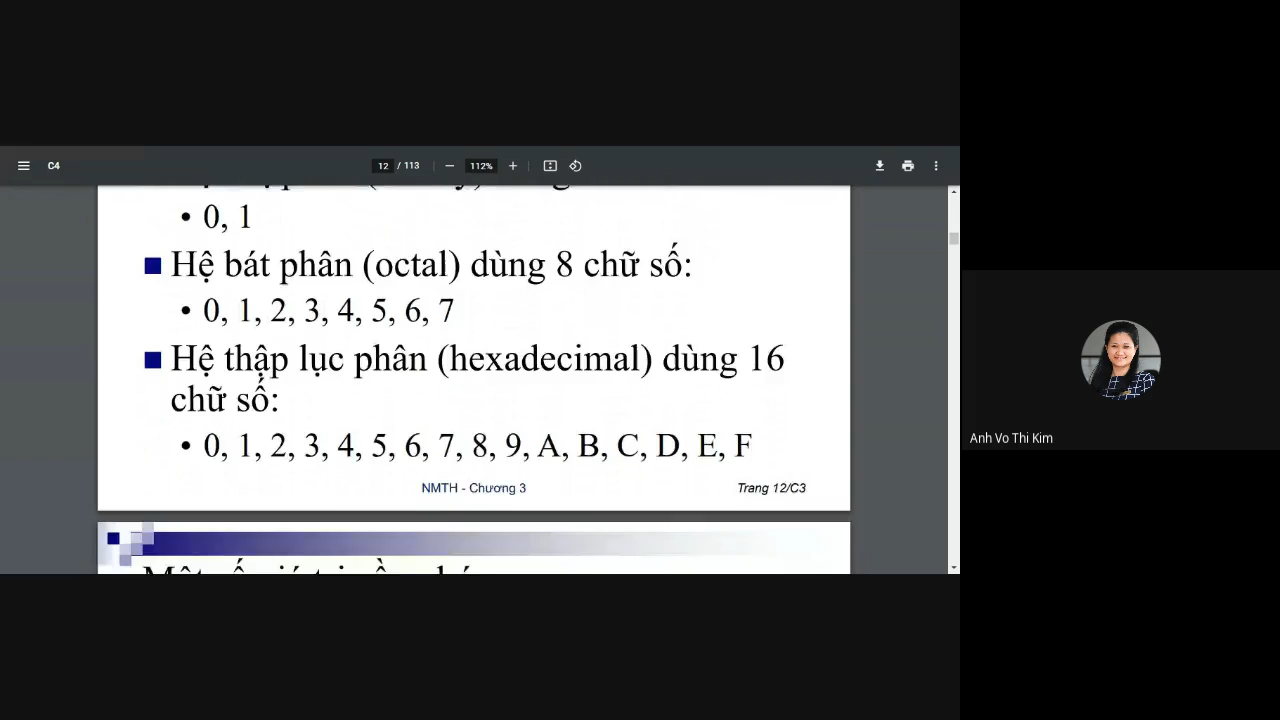 C4
12 / 113
112%
• 0, 1
Hệ bát phân (octal) dùng 8 chữ số:
• 0, 1, 2, 3, 4, 5, 6, 7
Hệ thập lục phân (hexadecimal) dùng 16
chữ số:
• 0, 1, 2, 3, 4, 5, 6, 7, 8, 9, A, B, C, D, E, F
NMTH - Chương 3
Trang 12/C3
Anh Vo Thi Kim